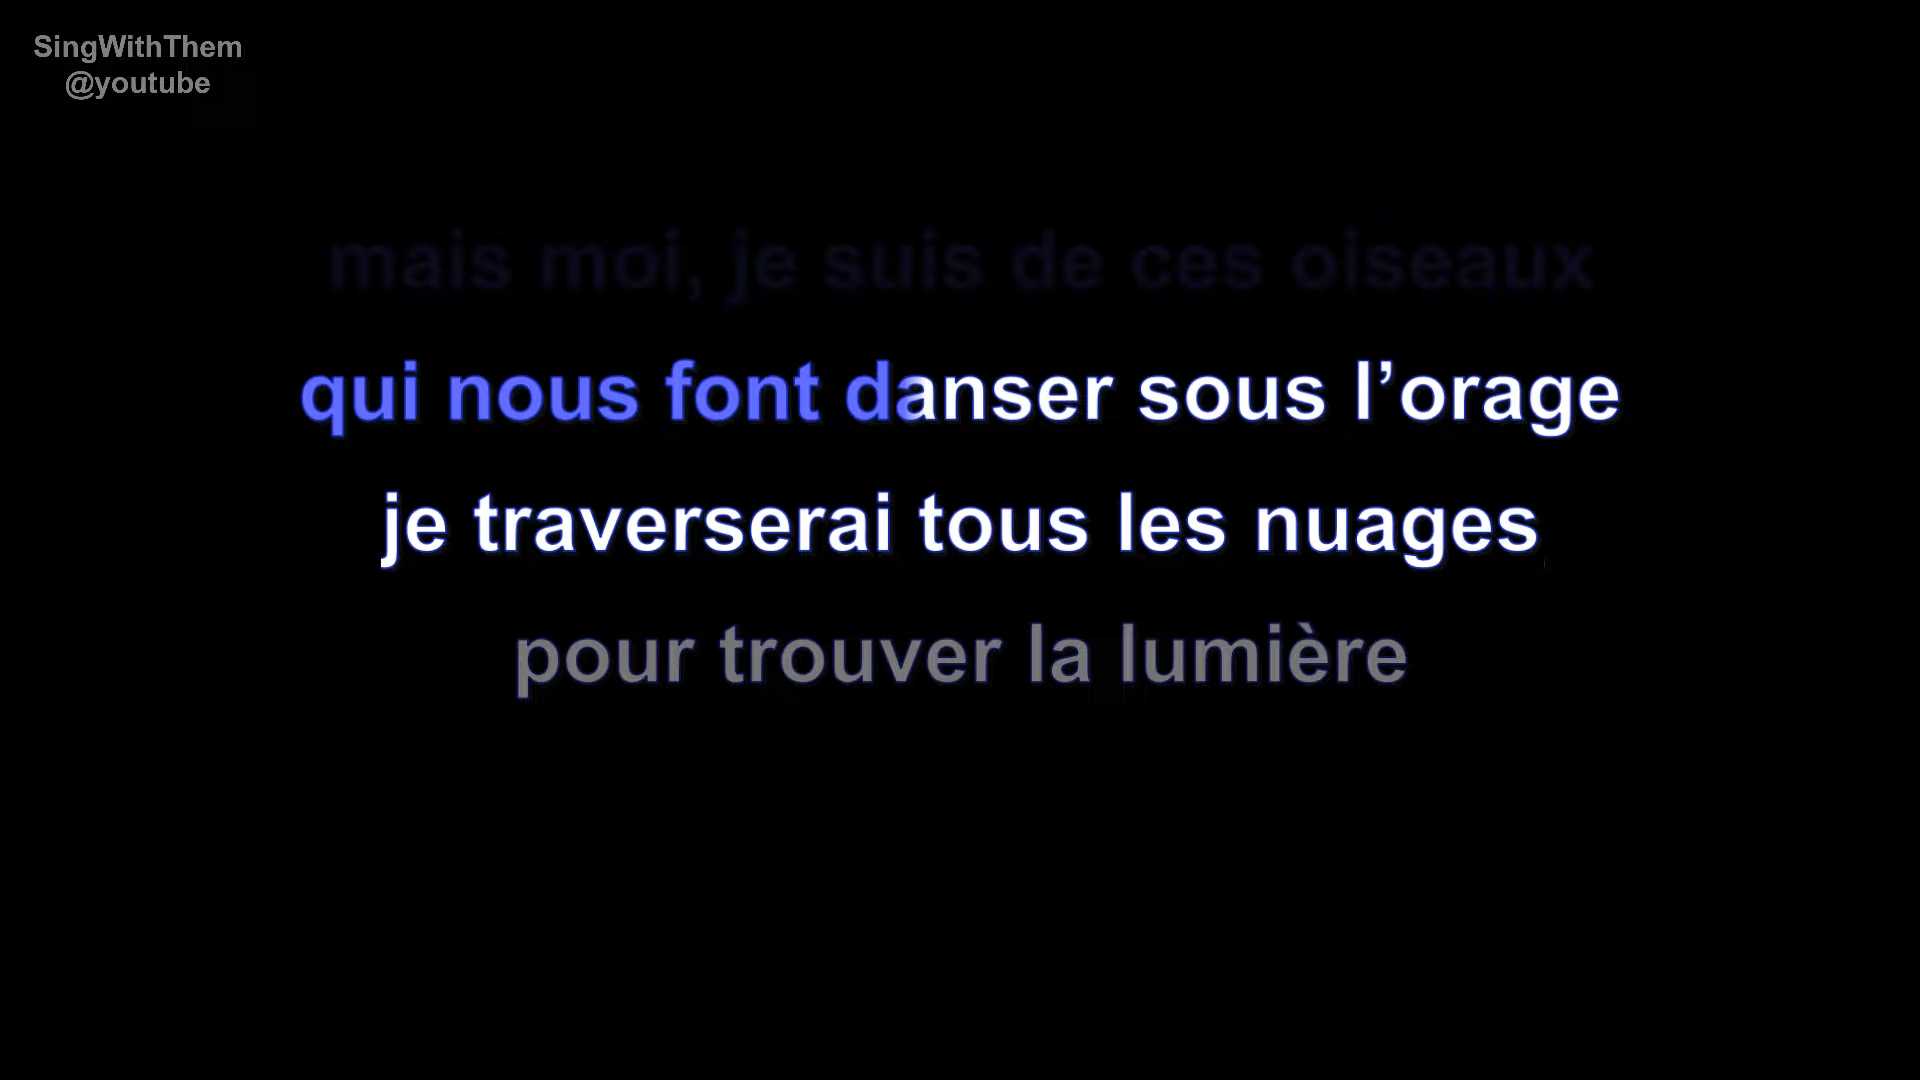 SingWithThem
@youtube
mais moi, je suis de ces oiseaux
qui nous font danser sous l’orage
je traverserai tous les nuages
pour trouver la lumière